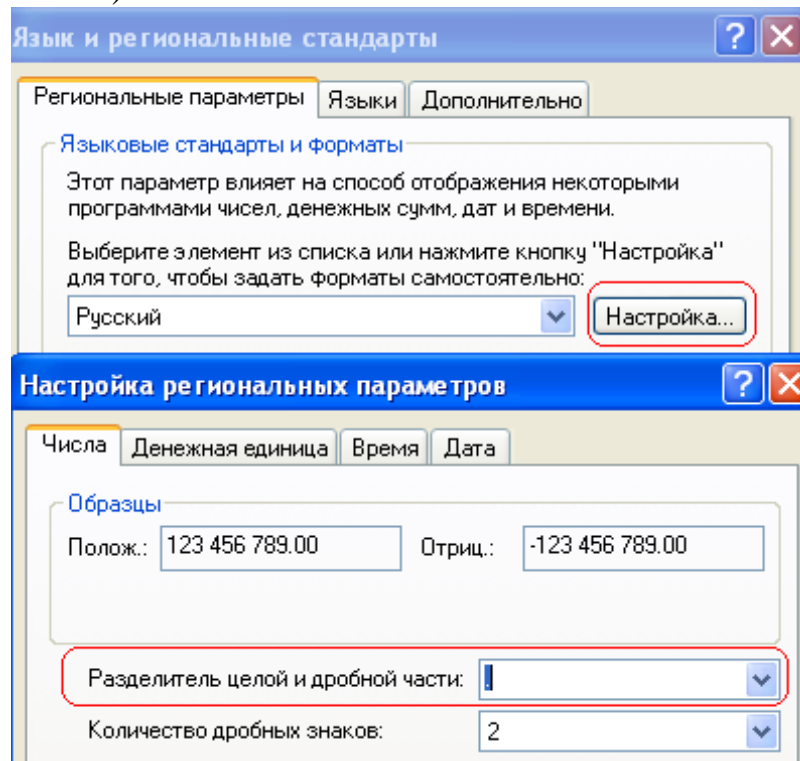 )
Язык и региональные стандарты
Региональные параметры Языки Дополнительно
Языковые стандарты и форматы
Этот параметр влияет на способ отображения некоторыми
программами чисел, денежных сумм, дат и времени.
Выберите элемент из списка или нажмите кнопку "Настройка"
для того, чтобы задать форматы самостоятельно:
Русский Настройка...
Настройка региональных параметров
Числа Денежная единица Время Дата
Образцы
Полож.: 123 456 789.00 Отриц.: -123 456 789.00
Разделитель целой и дробной части: .
Количество дробных знаков: 2